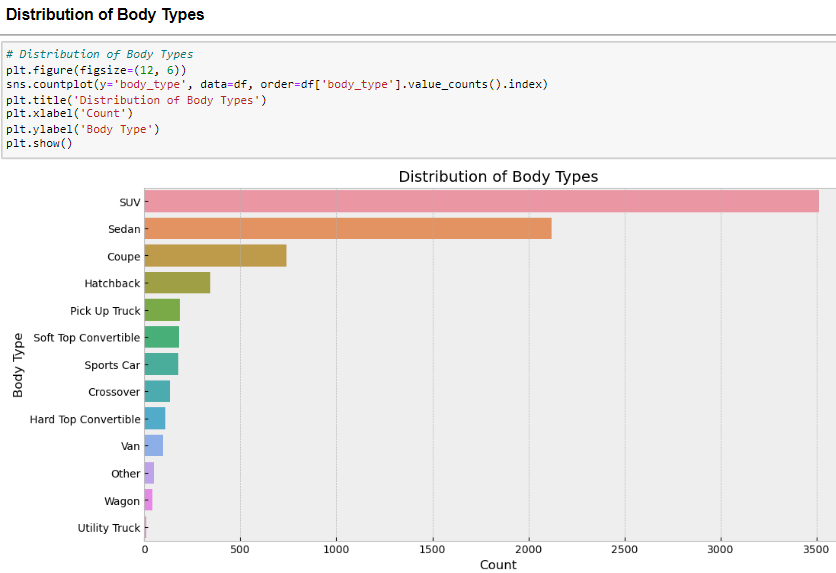 Distribution of Body Types
# Distribution of Body Types
plt.figure(figsize=(12, 6))
sns.countplot(y='body_type', data=df, order=df['body_type'].value_counts().index)
plt.title('Distribution of Body Types')
plt.xlabel('Count')
plt.ylabel('Body Type')
plt.show()
Distribution of Body Types
Body Type
SUV
Sedan
Coupe
Hatchback
Pick Up Truck
Soft Top Convertible
Sports Car
Crossover
Hard Top Convertible
Van
Other
Wagon
Utility Truck
0 500 1000 1500 2000 2500 3000 3500
Count